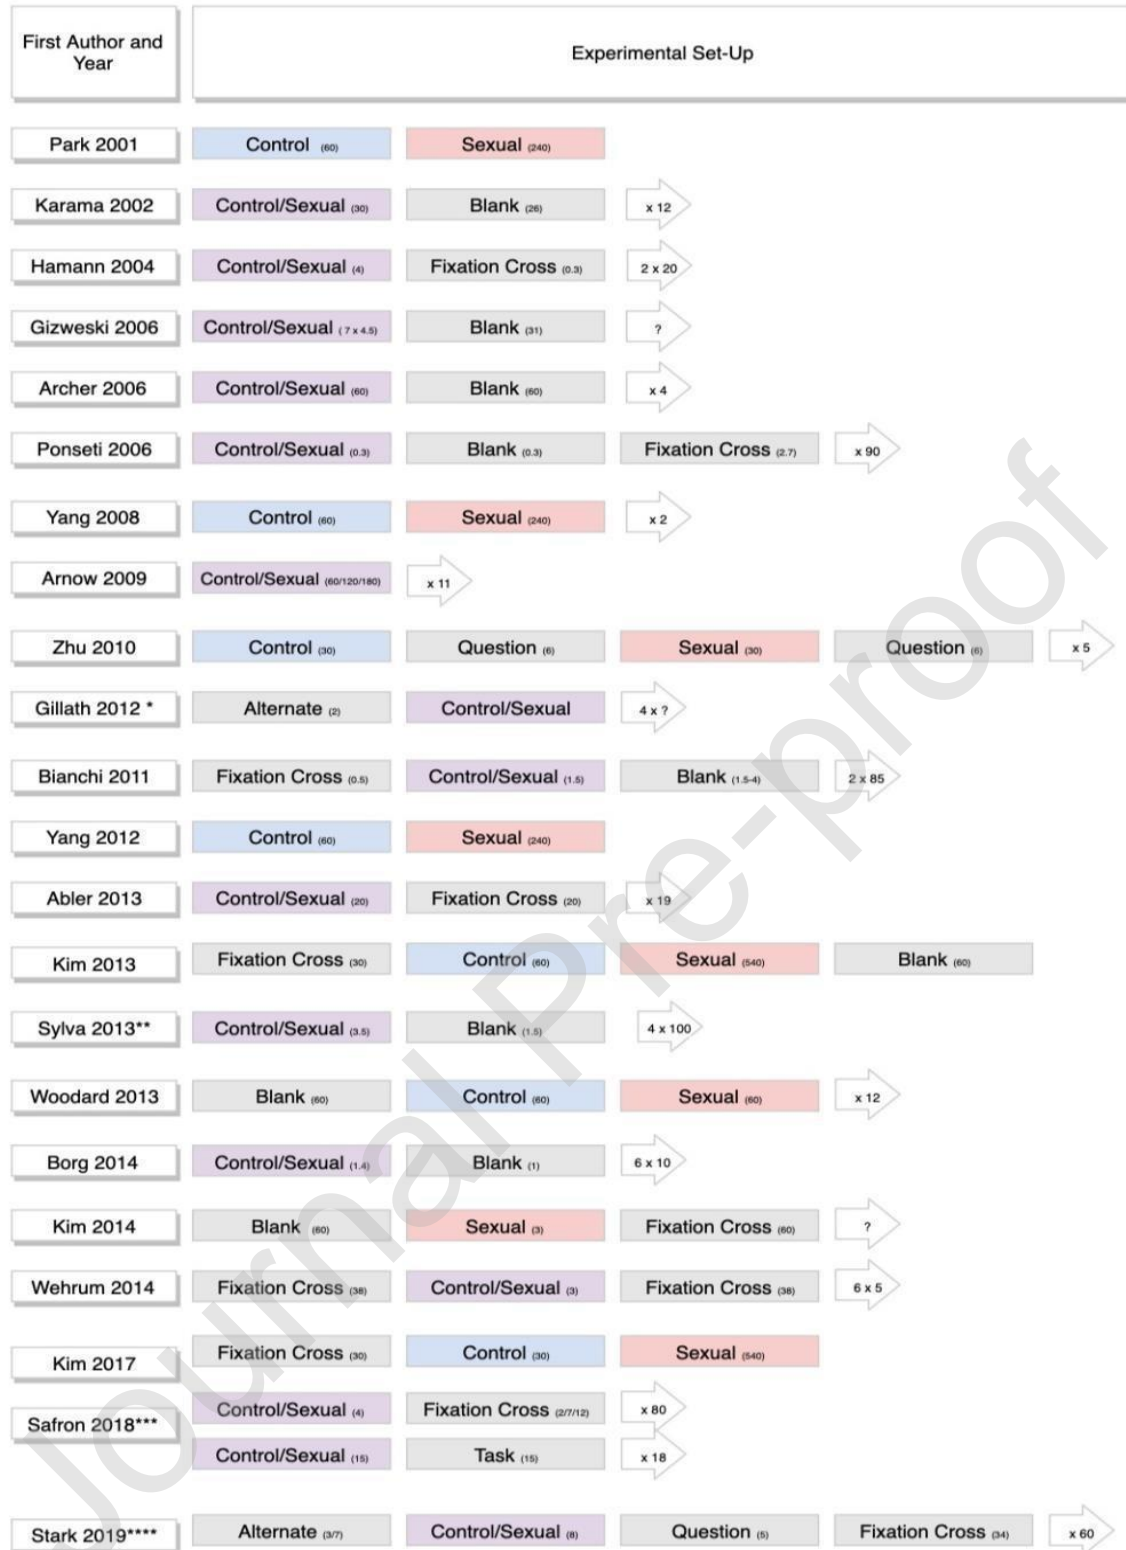 First Author and
Year
Experimental Set-Up
Park 2001 Control (60) Sexual (240)
Karama 2002 Control/Sexual (30) Blank (26) x 12
Hamann 2004 Control/Sexual (4) Fixation Cross (0.3) 2 x 20
Gizweski 2006 Control/Sexual ( 7 x 4.5) Blank (31) ?
Archer 2006 Control/Sexual (60) Blank (60) x 4
Ponseti 2006 Control/Sexual (0.3) Blank (0.3) Fixation Cross (2.7) x 90
Yang 2008 Control (60) Sexual (240) x 2
Arnow 2009 Control/Sexual (60/120/180) x 11
Zhu 2010 Control (30) Question (6) Sexual (30) Question (6) x 5
Gillath 2012 * Alternate (2) Control/Sexual 4 x ?
Bianchi 2011 Fixation Cross (0.5) Control/Sexual (1.5) Blank (1.5-4) 2 x 85
Yang 2012 Control (60) Sexual (240)
Abler 2013 Control/Sexual (20) Fixation Cross (20) x 19
Kim 2013 Fixation Cross (30) Control (60) Sexual (540) Blank (60)
Sylva 2013** Control/Sexual (3.5) Blank (1.5) 4 x 100
Woodard 2013 Blank (60) Control (60) Sexual (60) x 12
Borg 2014 Control/Sexual (1.4) Blank (1) 6 x 10
Kim 2014 Blank (60) Sexual (3) Fixation Cross (60) ?
Wehrum 2014 Fixation Cross (38) Control/Sexual (3) Fixation Cross (38) 6 x 5
Kim 2017 Fixation Cross (30) Control (30) Sexual (540)
Safron 2018*** Control/Sexual (4) Fixation Cross (2/7/12) x 80
Control/Sexual (15) Task (15) x 18
Stark 2019**** Alternate (3/7) Control/Sexual (8) Question (5) Fixation Cross (34) x 60
Journal Pre-proof